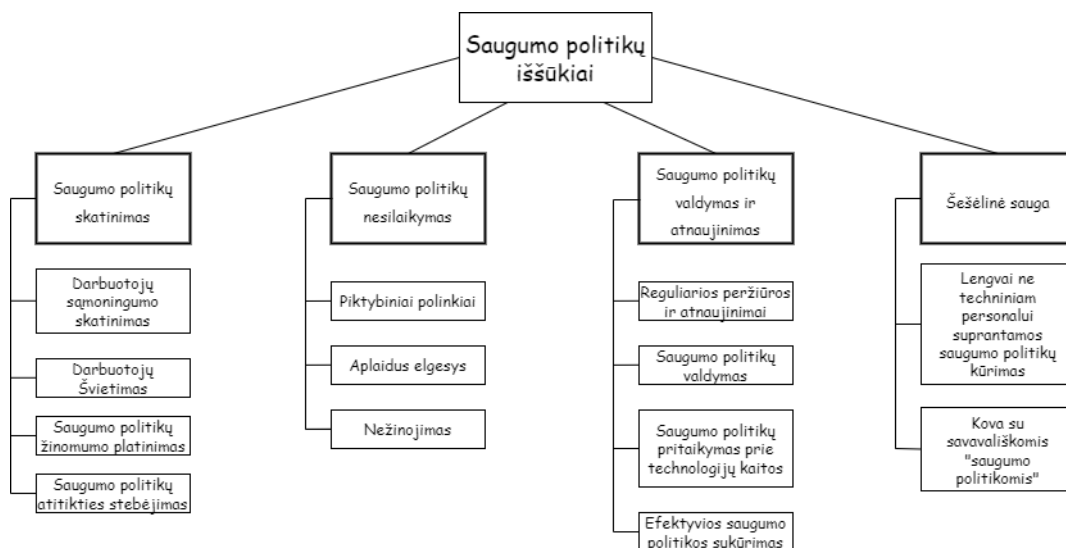 Saugumo politikų
iššūkiai
Saugumo politikų
skatinimas
Darbuotojų
sąmoningumo
skatinimas
Darbuotojų
Švietimas
Saugumo politikų
žinomumo platinimas
Saugumo politikų
atitikties stebėjimas
Saugumo politikų
nesilaikymas
Piktybiniai polinkiai
Aplaidus elgesys
Nežinojimas
Saugumo politikų
valdymas ir
atnaujinimas
Reguliarios peržiūros
ir atnaujinimai
Saugumo politikų
valdymas
Saugumo politikų
pritaikymas prie
technologijų kaitos
Efektyvios saugumo
politikos sukūrimas
Šešėlinė sauga
Lengvai ne
techniniam
personalui
suprantamos
saugumo politikų
kūrimas
Kova su
savavališkomis
"saugumo
politikomis"